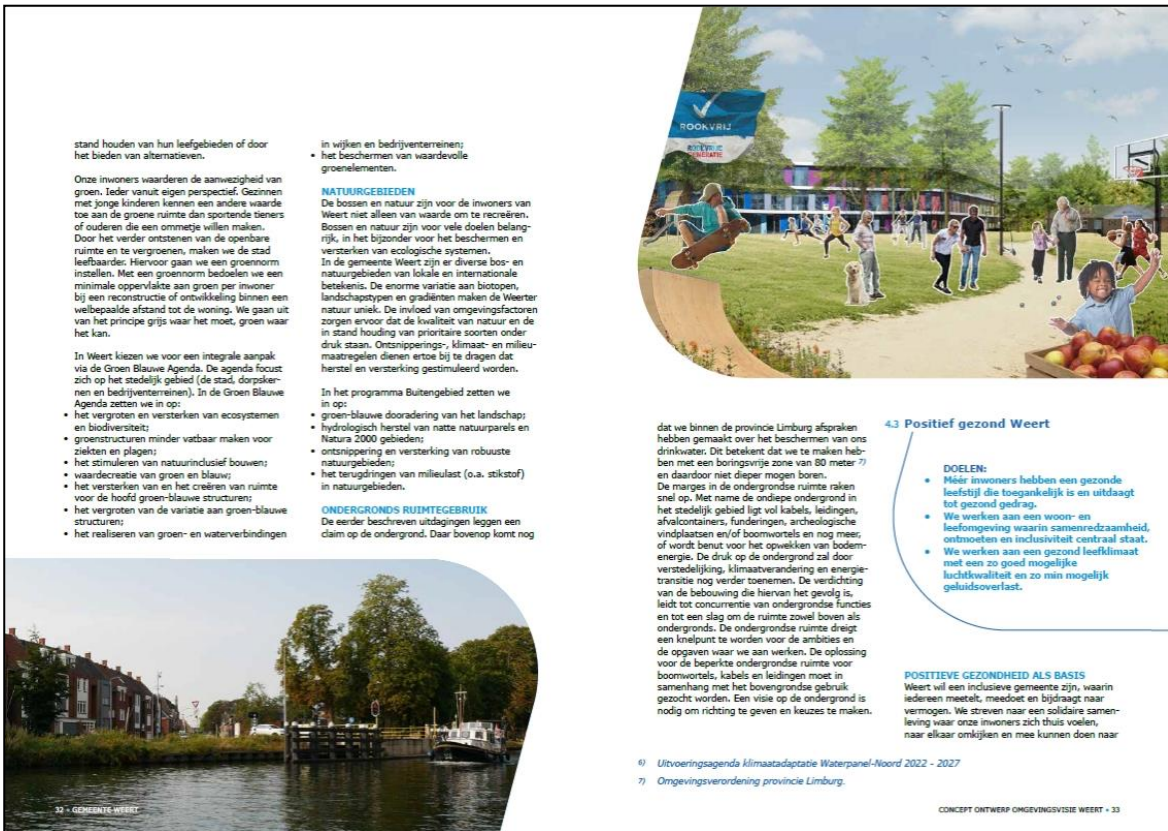 stand houden van hun leefgebieden of door
het bieden van alternatieven.
Onze inwoners waarderen de aanwezigheid van
groen. Ieder vanuit eigen perspectief. Gezinnen
met jonge kinderen kennen een andere waarde
toe aan de groene ruimte dan sportende tieners
of ouderen die een ommetje willen maken.
Door het verder ontstenen van de openbare
ruimte en te vergroenen, maken we de stad
leefbaarder. Hiervoor gaan we een groennorm
instellen. Met een groennorm bedoelen we een
minimale oppervlakte aan groen per inwoner
bij een reconstructie of ontwikkeling binnen een
welbepaalde afstand tot de woning. We gaan uit
van het principe grijs waar het moet, groen waar
het kan.
In Weert kiezen we voor een integrale aanpak
via de Groen Blauwe Agenda. De agenda focust
zich op het stedelijk gebied (de stad, dorpsker-
nen en bedrijventerreinen). In de Groen Blauwe
Agenda zetten we in op:
• het vergroten en versterken van ecosystemen
en biodiversiteit;
• groenstructuren minder vatbaar maken voor
ziekten en plagen;
• het stimuleren van natuurinclusief bouwen;
• waardecreatie van groen en blauw;
• het versterken van en het creëren van ruimte
voor de hoofd groen-blauwe structuren;
• het vergroten van de variatie aan groen-blauwe
structuren;
• het realiseren van groen- en waterverbindingen
in wijken en bedrijventerreinen;
• het beschermen van waardevolle
groenelementen.
NATUURGEBIEDEN
De bossen en natuur zijn voor de inwoners van
Weert niet alleen van waarde om te recreëren.
Bossen en natuur zijn voor vele doelen belang-
rijk, in het bijzonder voor het beschermen en
versterken van ecologische systemen.
In de gemeente Weert zijn er diverse bos- en
natuurgebieden van lokale en internationale
betekenis. De enorme variatie aan biotopen,
landschapstypen en gradiënten maken de Weerter
natuur uniek. De invloed van omgevingsfactoren
zorgen ervoor dat de kwaliteit van natuur en de
in stand houding van prioritaire soorten onder
druk staan. Ontsnipperings-, klimaat- en milieu-
maatregelen dienen ertoe bij te dragen dat
herstel en versterking gestimuleerd worden.
In het programma Buitengebied zetten we
in op:
• groen-blauwe dooradering van het landschap;
• hydrologisch herstel van natte natuurparels en
Natura 2000 gebieden;
• ontsnippering en versterking van robuuste
natuurgebieden;
• het terugdringen van milieulast (o.a. stikstof)
in natuurgebieden.
ONDERGRONDS RUIMTEGEBRUIK
De eerder beschreven uitdagingen leggen een
claim op de ondergrond. Daar bovenop komt nog
32 • GEMEENTE WEERT
ROOKVRIJ
ROOKVRIJE
GENERATIE
dat we binnen de provincie Limburg afspraken
hebben gemaakt over het beschermen van ons
drinkwater. Dit betekent dat we te maken heb-
ben met een boringsvrije zone van 80 meter 7)
en daardoor niet dieper mogen boren.
De marges in de ondergrondse ruimte raken
snel op. Met name de ondiepe ondergrond in
het stedelijk gebied ligt vol kabels, leidingen,
afvalcontainers, funderingen, archeologische
vindplaatsen en/of boomwortels en nog meer,
of wordt benut voor het opwekken van bodem-
energie. De druk op de ondergrond zal door
verstedelijking, klimaatverandering en energie-
transitie nog verder toenemen. De verdichting
van de bebouwing die hiervan het gevolg is,
leidt tot concurrentie van ondergrondse functies
en tot een slag om de ruimte zowel boven als
ondergronds. De ondergrondse ruimte dreigt
een knelpunt te worden voor de ambities en
de opgaven waar we aan werken. De oplossing
voor de beperkte ondergrondse ruimte voor
boomwortels, kabels en leidingen moet in
samenhang met het bovengrondse gebruik
gezocht worden. Een visie op de ondergrond is
nodig om richting te geven en keuzes te maken.
4.3 Positief gezond Weert
DOELEN:
• Méér inwoners hebben een gezonde
leefstijl die toegankelijk is en uitdaagt
tot gezond gedrag.
• We werken aan een woon- en
leefomgeving waarin samenredzaamheid,
ontmoeten en inclusiviteit centraal staat.
• We werken aan een gezond leefklimaat
met een zo goed mogelijke
luchtkwaliteit en zo min mogelijk
geluidsoverlast.
POSITIEVE GEZONDHEID ALS BASIS
Weert wil een inclusieve gemeente zijn, waarin
iedereen meetelt, meedoet en bijdraagt naar
vermogen. We streven naar een solidaire samen-
leving waar onze inwoners zich thuis voelen,
naar elkaar omkijken en mee kunnen doen naar
6) Uitvoeringsagenda klimaatadaptatie Waterpanel-Noord 2022 - 2027
7) Omgevingsverordening provincie Limburg.
CONCEPT ONTWERP OMGEVINGSVISIE WEERT • 33